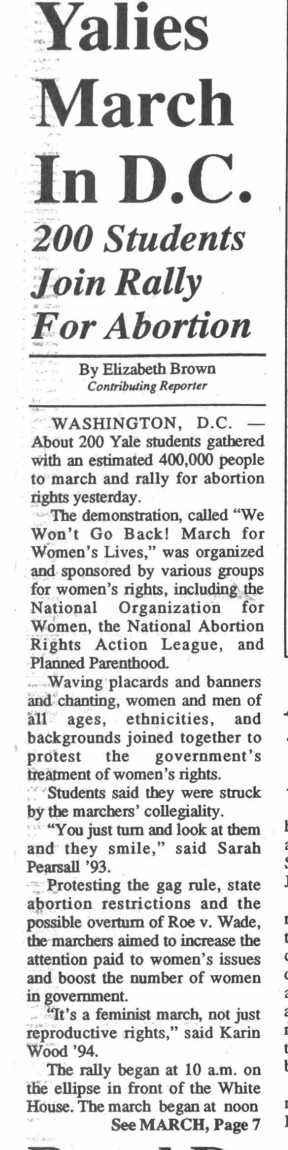 Yalies
March
In D.C.
200 Students
Join Rally
For Abortion
By Elizabeth Brown
Contributing Reporter
WASHINGTON, D.C. —
About 200 Yale students gathered
with an estimated 400,000 people
to march and rally for abortion
rights yesterday.
The demonstration, called “We
Won’t Go Back! March for
Women’s Lives,” was organized
and sponsored by various groups
for women’s rights, including the
National Organization for
Women, the National Abortion
Rights Action League, and
Planned Parenthood.
Waving placards and banners
and chanting, women and men of
all ages, ethnicities, and
backgrounds joined together to
protest the government’s
treatment of women’s rights.
Students said they were struck
by the marchers’ collegiality.
“You just turn and look at them
and they smile,” said Sarah
Pearsall ’93.
Protesting the gag rule, state
abortion restrictions and the
possible overturn of Roe v. Wade,
the marchers aimed to increase the
attention paid to women’s issues
and boost the number of women
in government.
“It’s a feminist march, not just
reproductive rights,” said Karin
Wood ’94.
The rally began at 10 a.m. on
the ellipse in front of the White
House. The march began at noon
See MARCH, Page 7